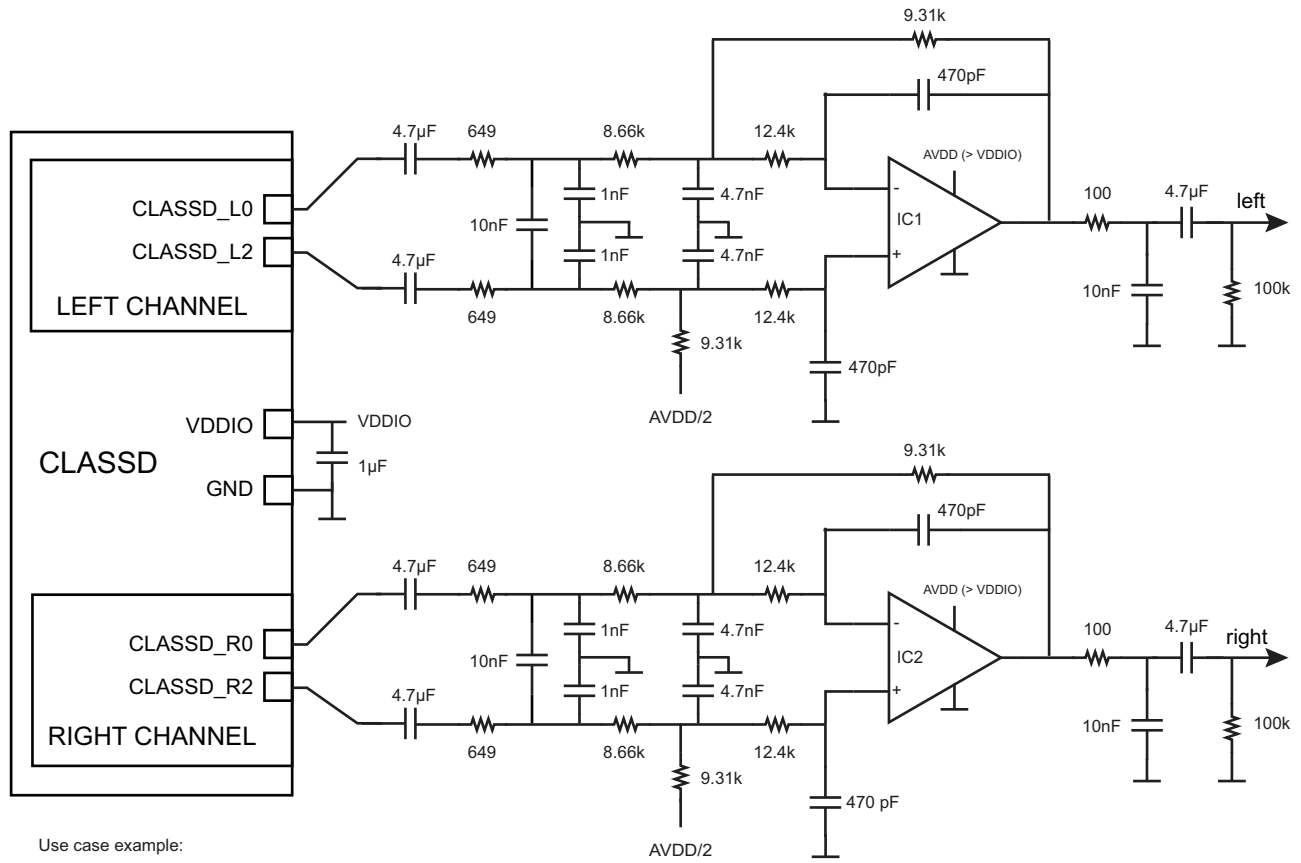 9.31k
470pF
4.7µF
649
8.66k
12.4k
AVDD (> VDDIO)
CLASSD_L0
CLASSD_L2
LEFT CHANNEL
10nF
1nF
1nF
4.7nF
4.7nF
-
IC1
+
100
4.7µF
left
10nF
100k
4.7µF
649
8.66k
12.4k
9.31k
470pF
AVDD/2
VDDIO
VDDIO
1µF
CLASSD
GND
9.31k
470pF
4.7µF
649
8.66k
12.4k
AVDD (> VDDIO)
CLASSD_R0
CLASSD_R2
RIGHT CHANNEL
10nF
1nF
1nF
4.7nF
4.7nF
-
IC2
+
100
4.7µF
right
10nF
100k
4.7µF
649
8.66k
12.4k
9.31k
470 pF
AVDD/2
Use case example: